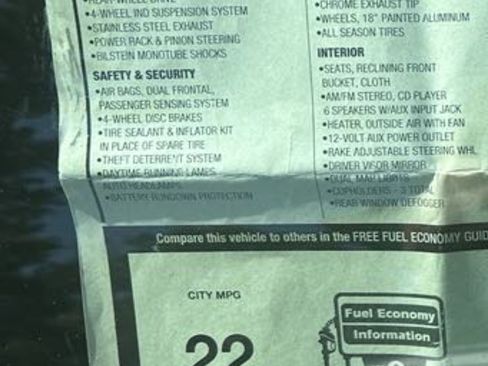 REAR-WHEEL DRIVE
•4-WHEEL IND SUSPENSION SYSTEM
•STAINLESS STEEL EXHAUST
•POWER RACK & PINION STEERING
•BILSTEIN MONOTUBE SHOCKS
SAFETY & SECURITY
•AIR BAGS, DUAL FRONTAL,
PASSENGER SENSING SYSTEM
•4-WHEEL DISC BRAKES
•TIRE SEALANT & INFLATOR KIT
IN PLACE OF SPARE TIRE
•THEFT DETERRENT SYSTEM
•DAYTIME RUNNING LAMPS
AUTO HEADLAMPS
•BATTERY RUNDOWN PROTECTION
•CHROME EXHAUST TIP
•WHEELS, 18" PAINTED ALUMINUM
•ALL SEASON TIRES
INTERIOR
•SEATS, RECLINING FRONT
BUCKET, CLOTH
•AM/FM STEREO, CD PLAYER
6 SPEAKERS W/AUX INPUT JACK
•HEATER, OUTSIDE AIR WITH FAN
•12-VOLT AUX POWER OUTLET
•RAKE ADJUSTABLE STEERING WHL
•DRIVER VISOR MIRROR
•DUAL MAP LIGHTS
•CUPHOLDERS - 3 TOTAL
•REAR WINDOW DEFOGGER
Compare this vehicle to others in the FREE FUEL ECONOMY GUID
CITY MPG
22
Fuel Economy
Information